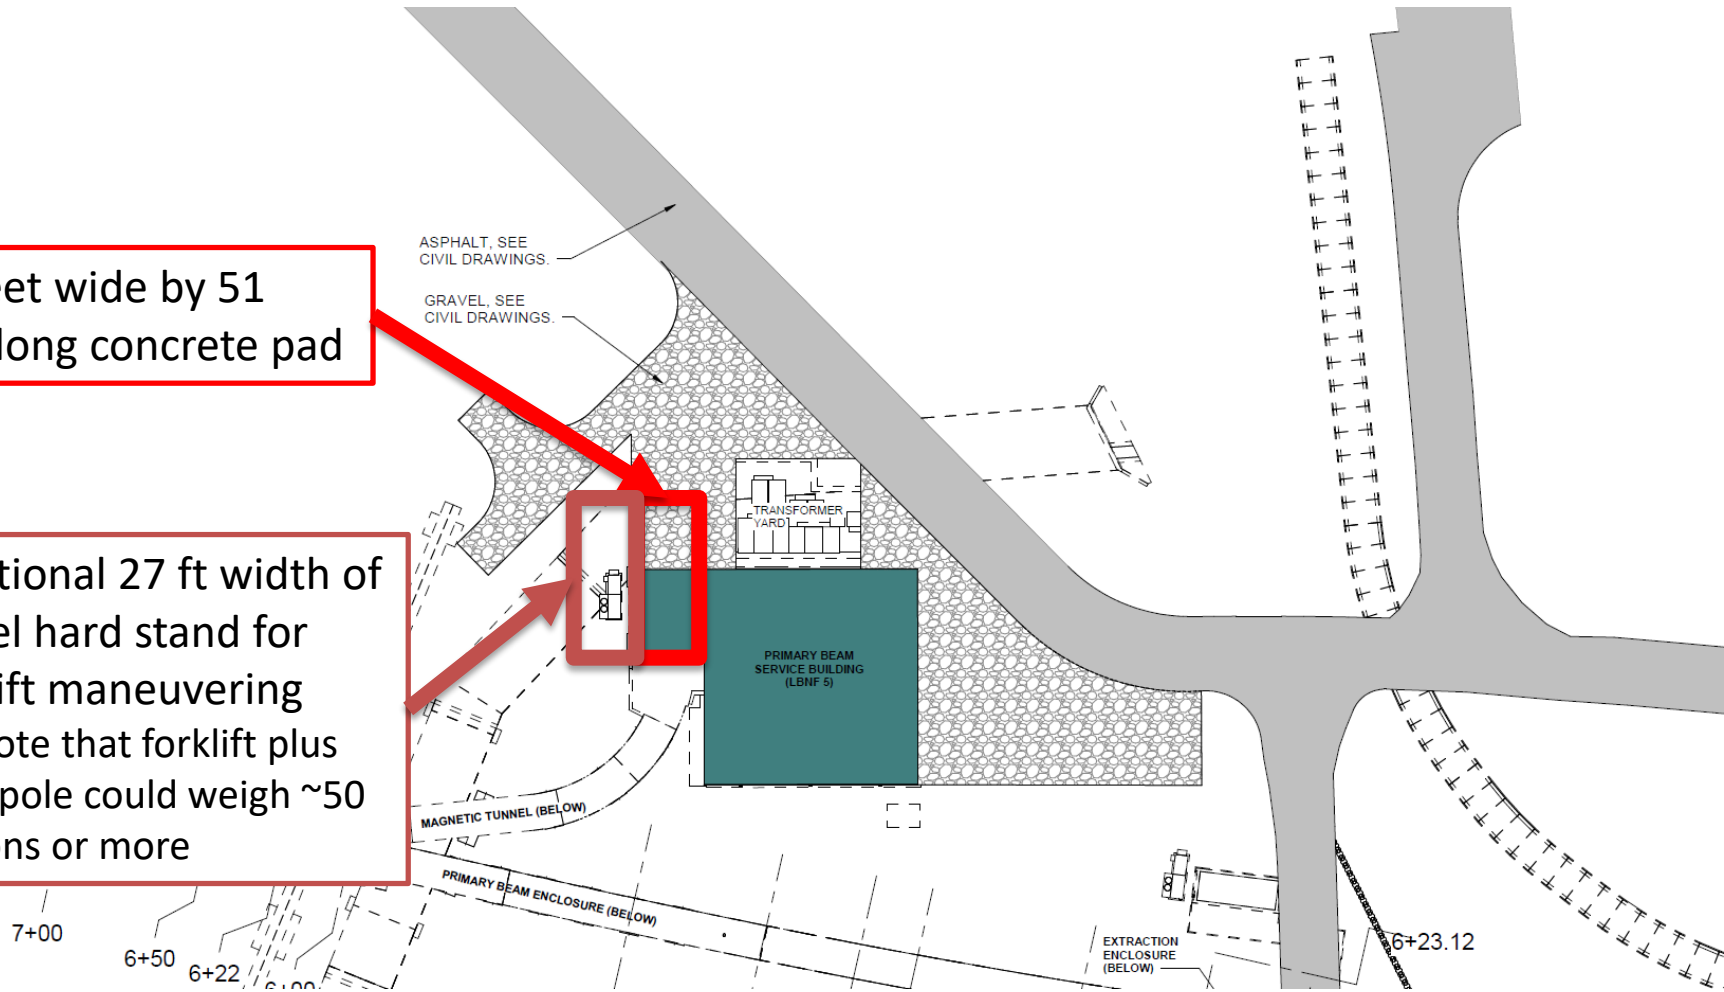 ASPHALT, SEE
CIVIL DRAWINGS.
eet wide by 51
long concrete pad
GRAVEL, SEE
CIVIL DRAWINGS.
TRANSFORMER
YARD
tional 27 ft width of
el hard stand for
ift maneuvering
ote that forklift plus
pole could weigh ~50
ns or more
PRIMARY BEAM
SERVICE BUILDING
(LBNF 5)
MAGNETIC TUNNEL (BELOW)
PRIMARY BEAM ENCLOSURE (BELOW)
7+00
6+50
6+22
6+00
EXTRACTION
ENCLOSURE
(BELOW)
6+23.12